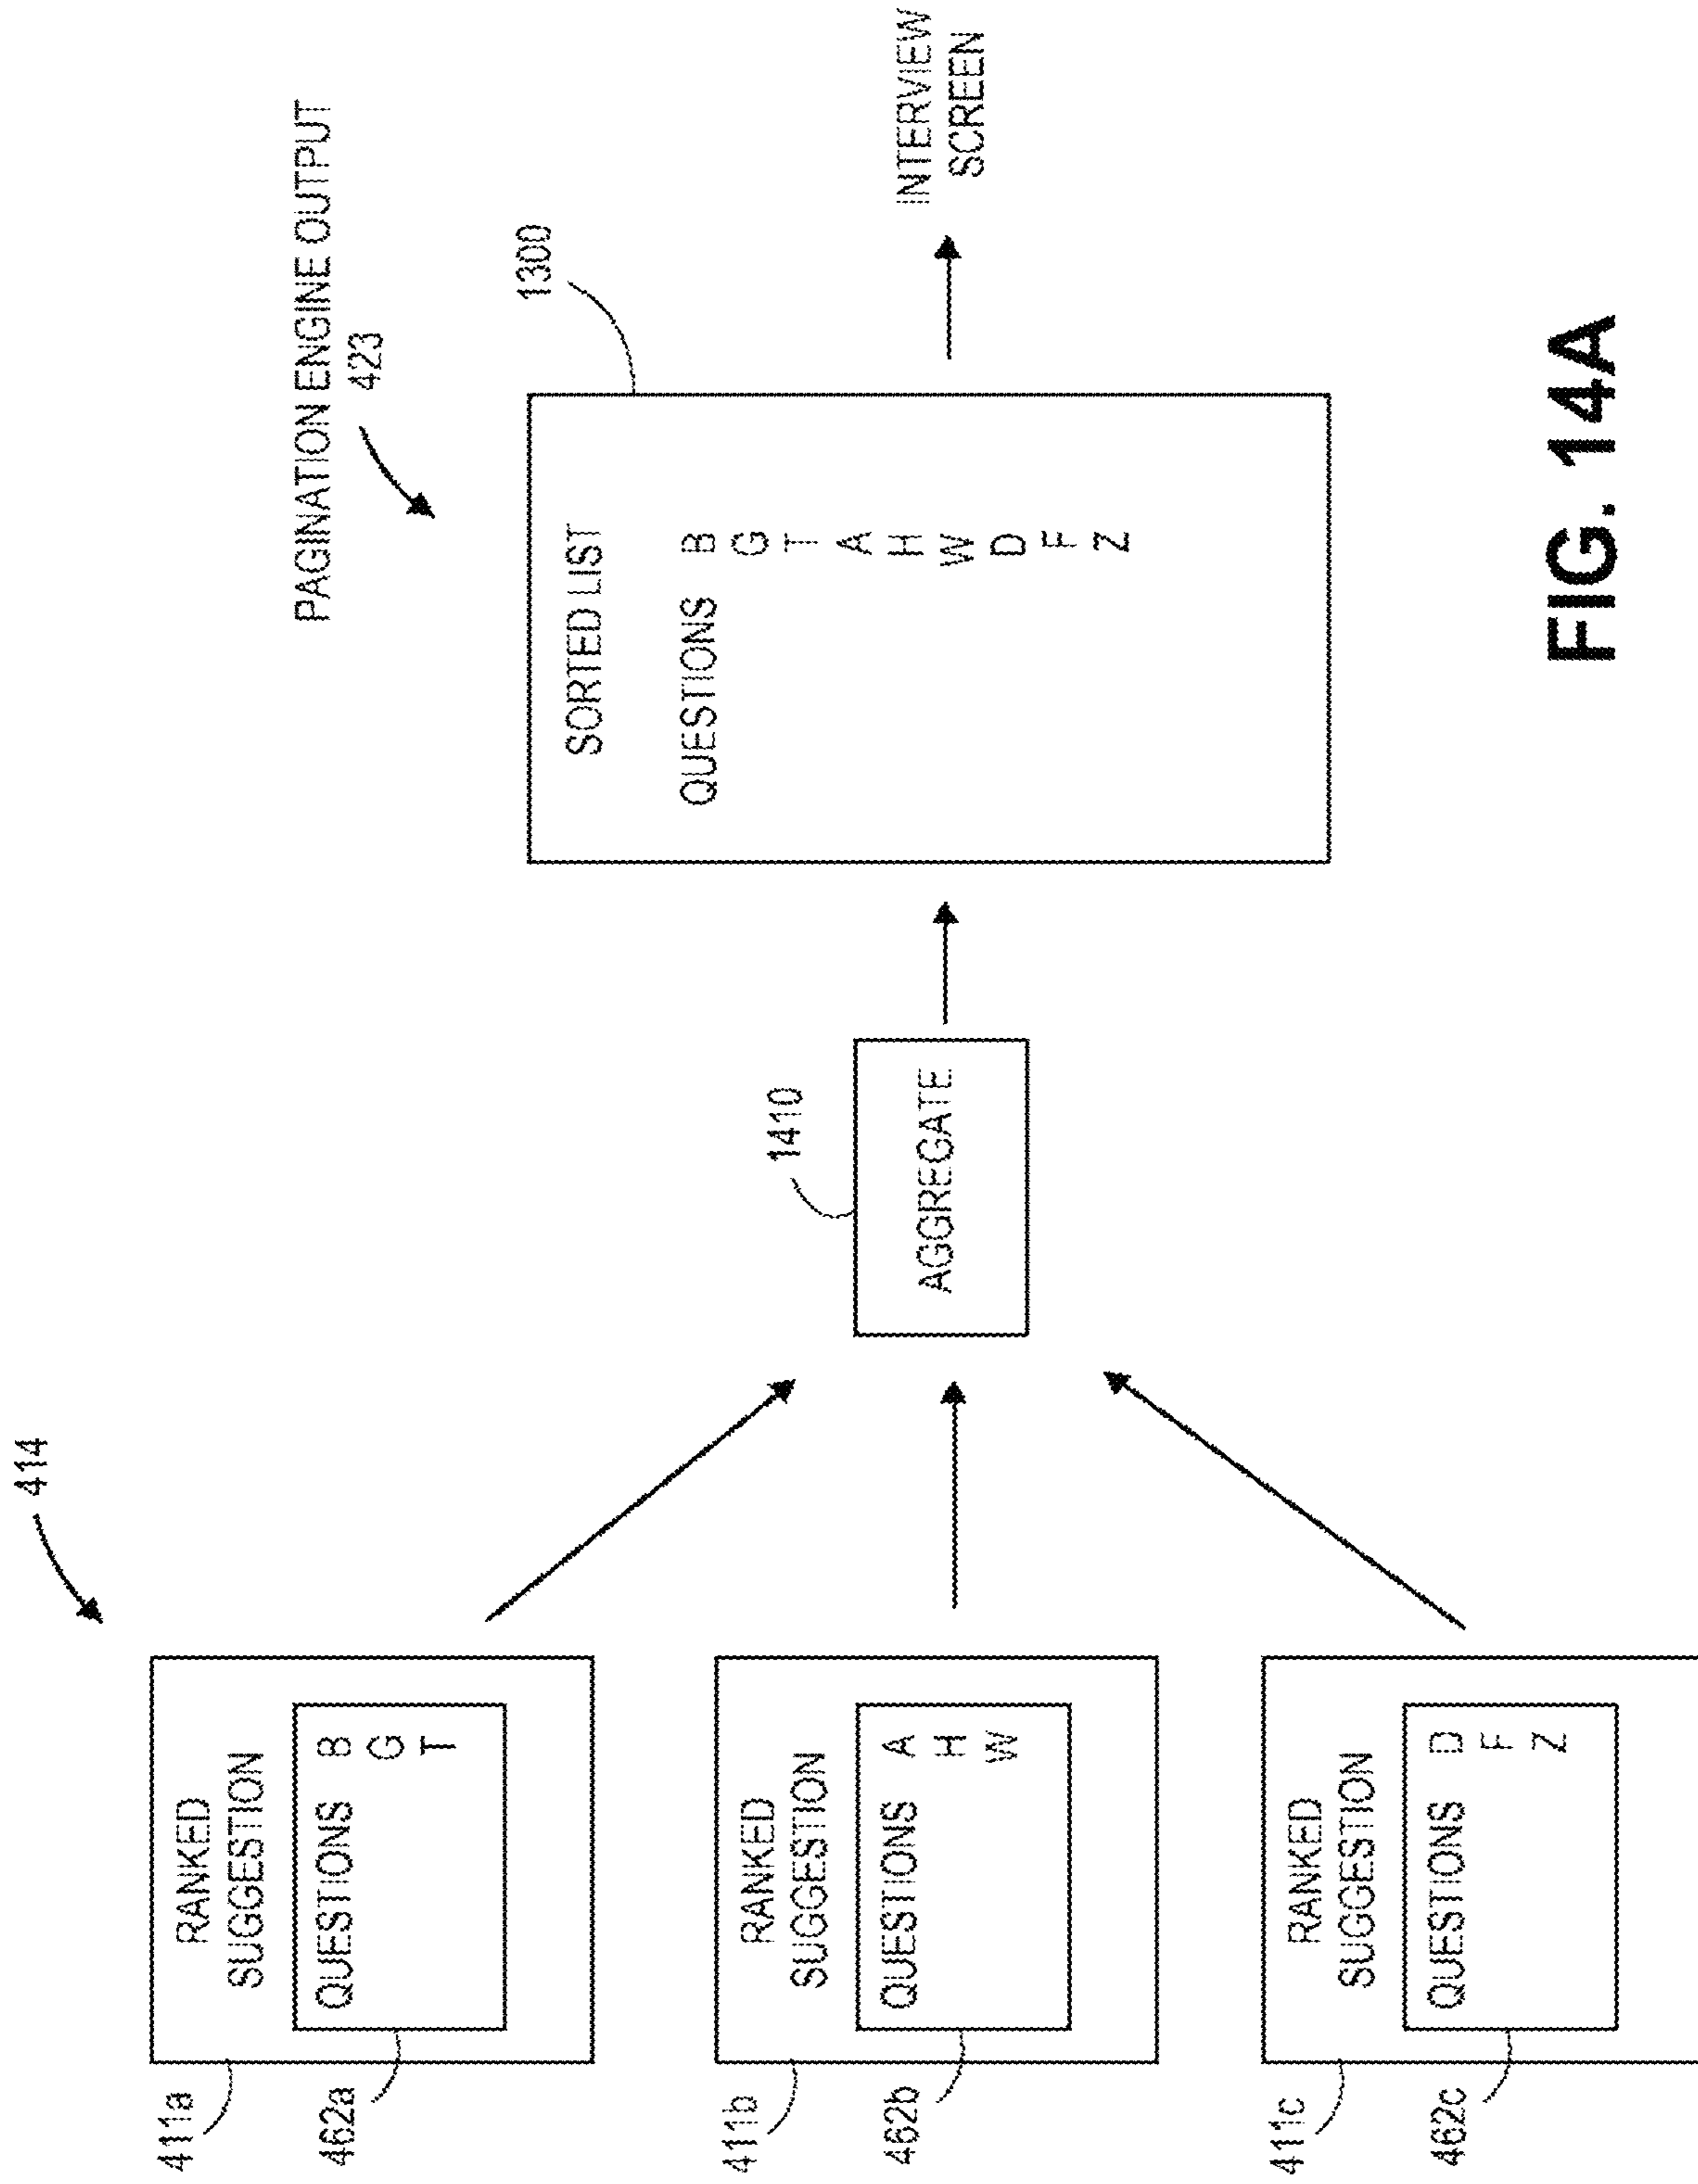 414
PAGINATION ENGINE OUTPUT
423
411a
RANKED
SUGGESTION
462a
QUESTIONS B
G
T
411b
RANKED
SUGGESTION
462b
QUESTIONS A
H
W
411c
RANKED
SUGGESTION
462c
QUESTIONS D
F
Z
1410
AGGREGATE
1300
SORTED LIST
QUESTIONS B
G
T
A
H
W
D
F
Z
INTERVIEW
SCREEN
FIG. 14A